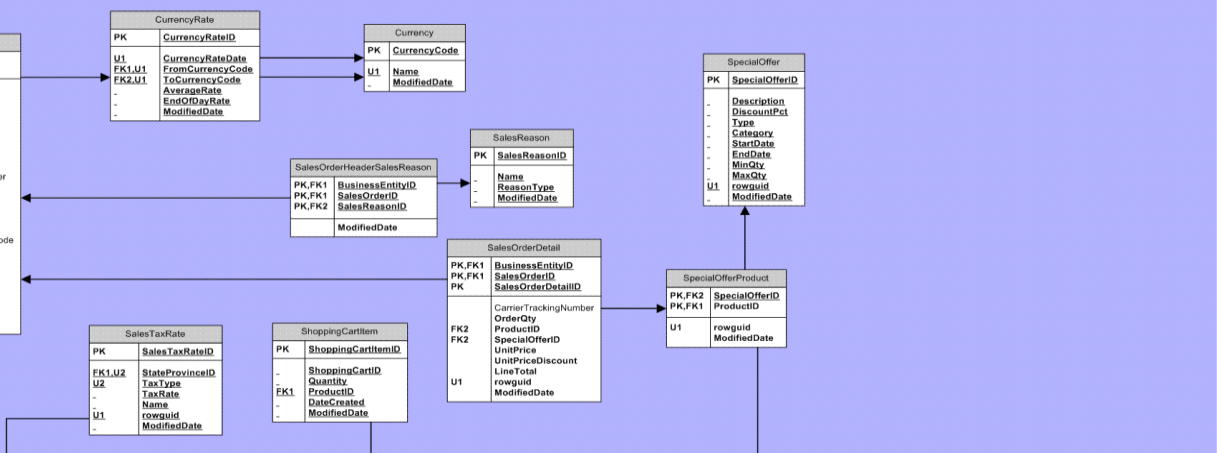 CurrencyRate
PK CurrencyRateID
U1 CurrencyRateDate
FK1,U1 FromCurrencyCode
FK2,U1 ToCurrencyCode
- AverageRate
- EndOfDayRate
- ModifiedDate
Currency
PK CurrencyCode
U1 Name
- ModifiedDate
SpecialOffer
PK SpecialOfferID
- Description
- DiscountPct
- Type
- Category
- StartDate
- EndDate
- MinQty
- MaxQty
U1 rowguid
- ModifiedDate
SalesReason
PK SalesReasonID
- Name
- ReasonType
- ModifiedDate
SalesOrderHeaderSalesReason
PK,FK1 BusinessEntityID
PK,FK1 SalesOrderID
PK,FK2 SalesReasonID
ModifiedDate
er
ode
SalesOrderDetail
PK,FK1 BusinessEntityID
PK,FK1 SalesOrderID
PK SalesOrderDetailID
CarrierTrackingNumber
OrderQty
FK2 ProductID
FK2 SpecialOfferID
UnitPrice
UnitPriceDiscount
LineTotal
U1 rowguid
ModifiedDate
SpecialOfferProduct
PK,FK2 SpecialOfferID
PK,FK1 ProductID
U1 rowguid
ModifiedDate
SalesTaxRate
PK SalesTaxRateID
FK1,U2 StateProvinceID
U2 TaxType
- TaxRate
- Name
U1 rowguid
- ModifiedDate
ShoppingCartItem
PK ShoppingCartItemID
- ShoppingCartID
- Quantity
FK1 ProductID
- DateCreated
- ModifiedDate